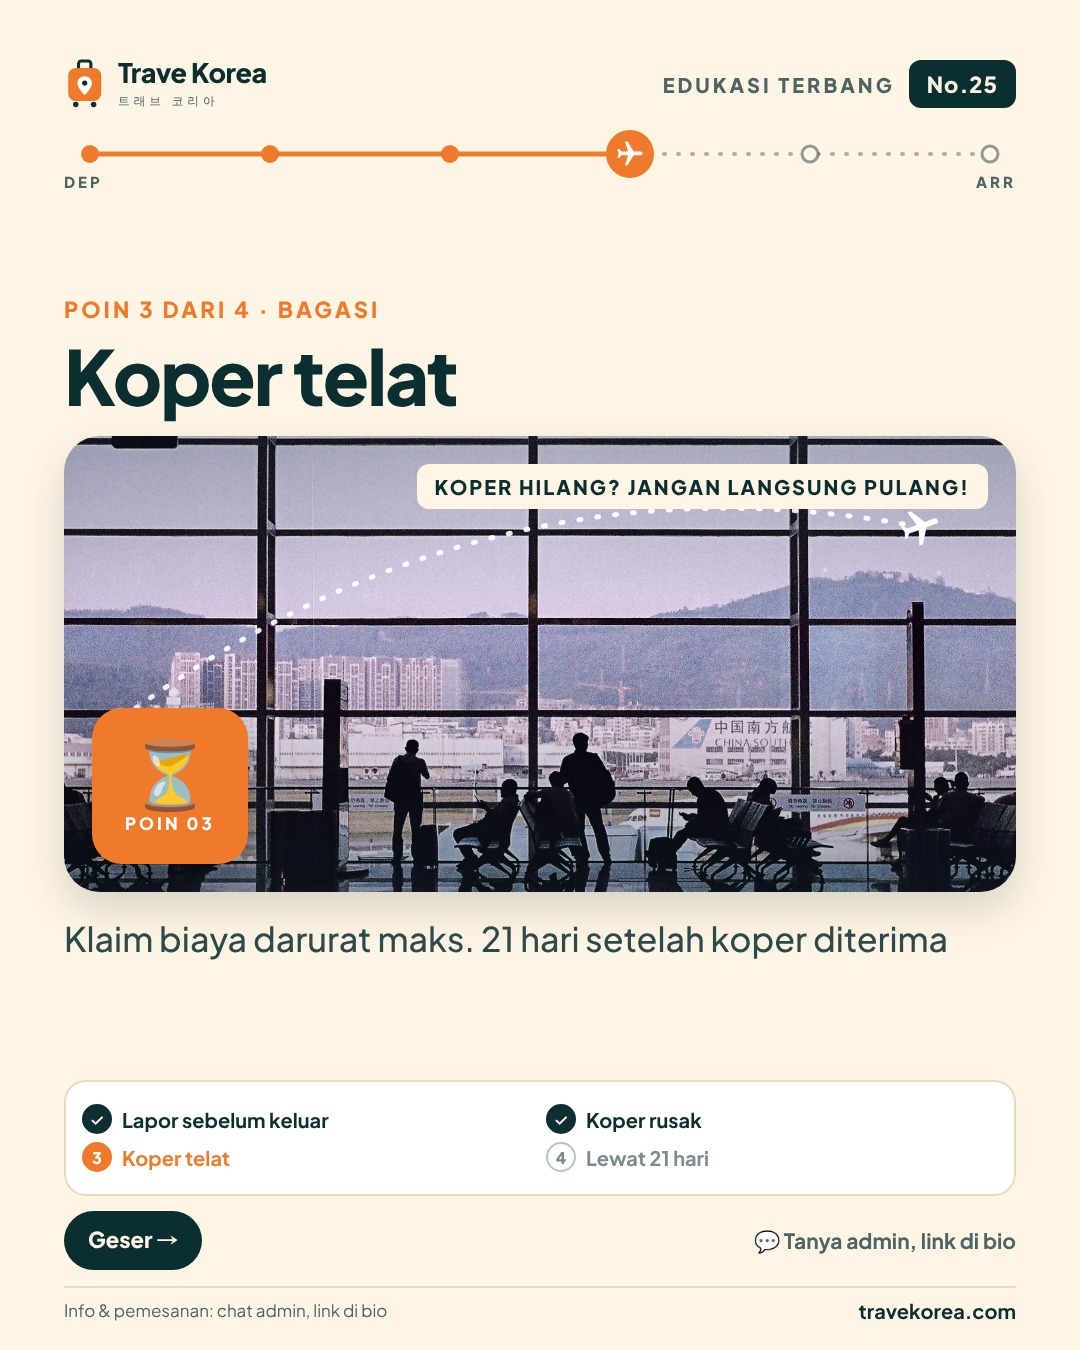 Trave Korea
트래브 코리아
EDUKASI TERBANG
No.25
DEP
ARR
POIN 3 DARI 4 · BAGASI
Koper telat
KOPER HILANG? JANGAN LANGSUNG PULANG!
中国南方航
CHINA SOUTH
POIN 03
Klaim biaya darurat maks. 21 hari setelah koper diterima
Lapor sebelum keluar
Koper rusak
3 Koper telat
4 Lewat 21 hari
Geser →
💬 Tanya admin, link di bio
Info & pemesanan: chat admin, link di bio
travekorea.com